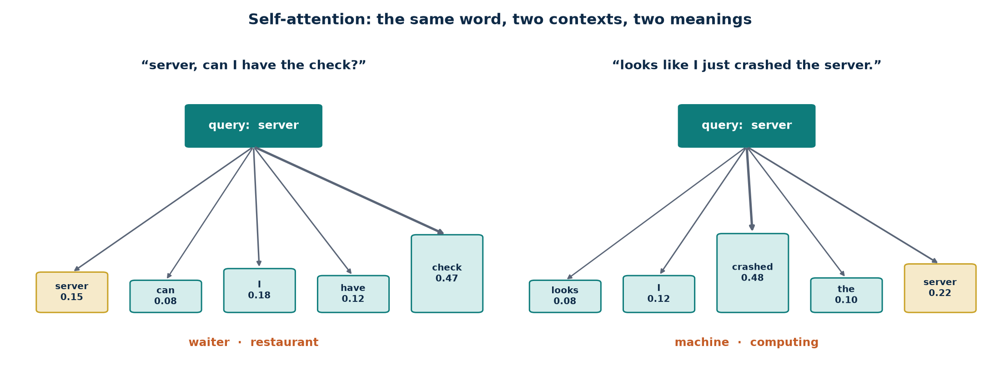 Self-attention: the same word, two contexts, two meanings
“server, can I have the check?”
query:  server
server
0.15
can
0.08
I
0.18
have
0.12
check
0.47
waiter  ·  restaurant
“looks like I just crashed the server.”
query:  server
looks
0.08
I
0.12
crashed
0.48
the
0.10
server
0.22
machine  ·  computing